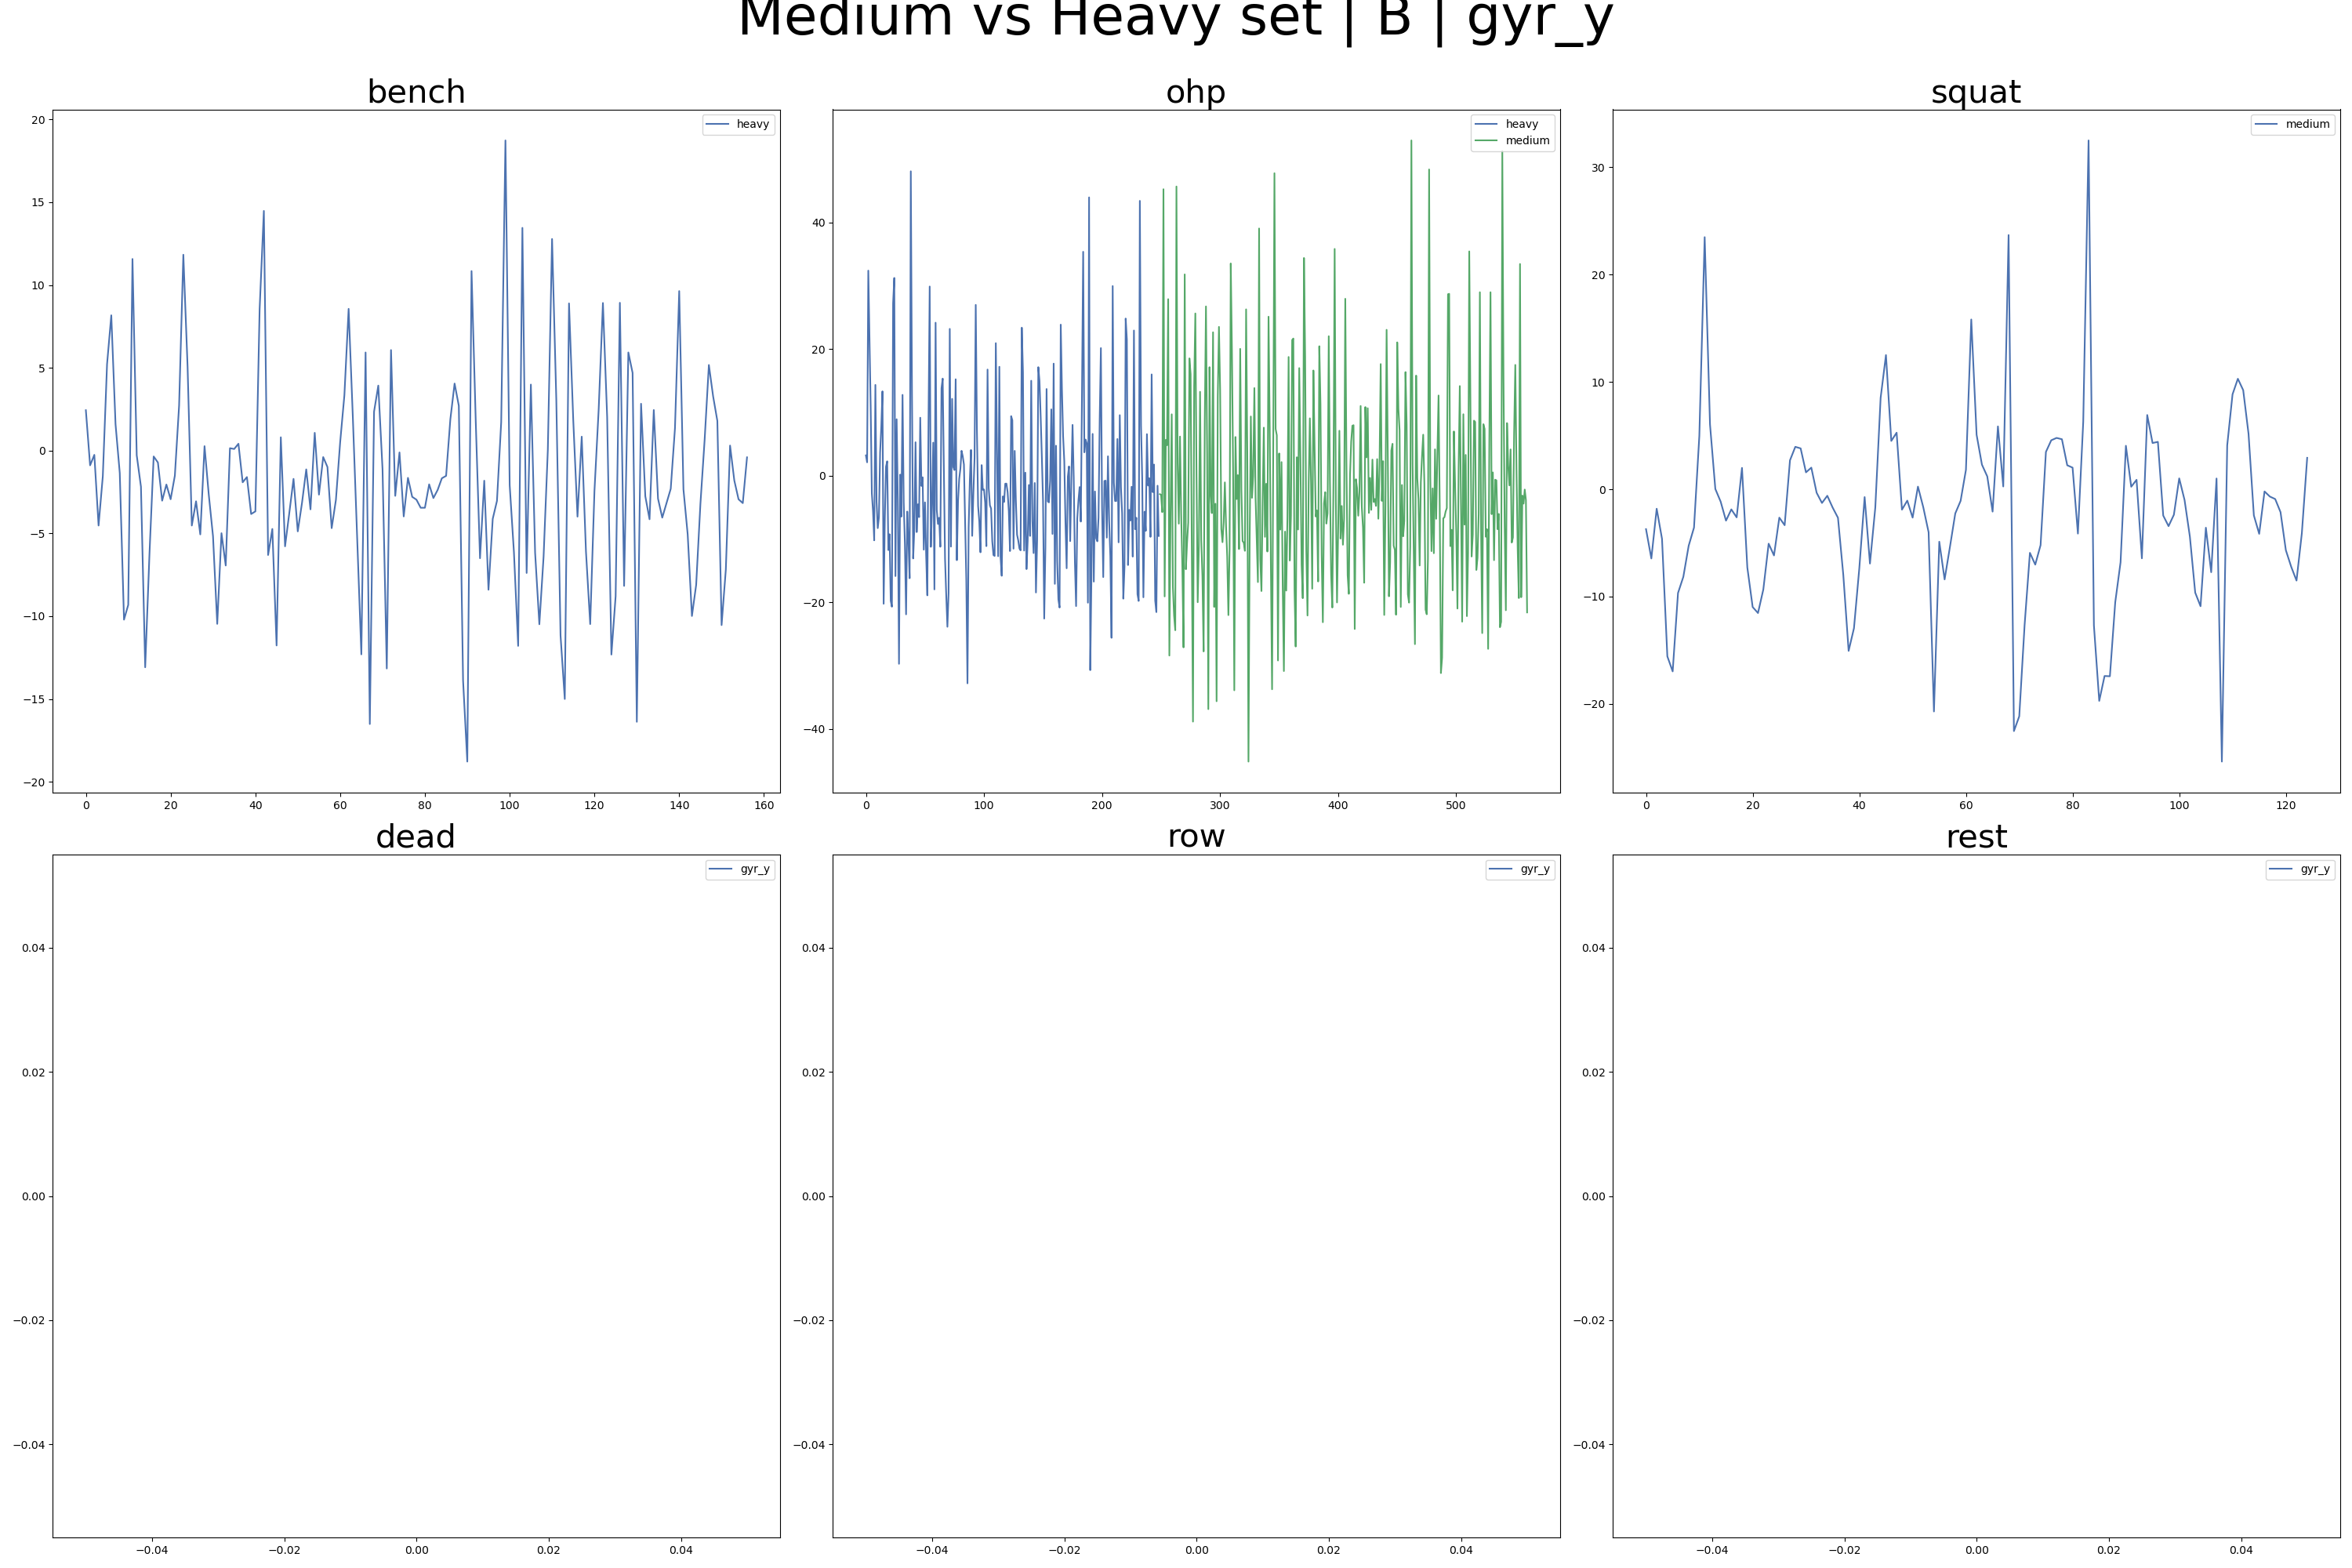 Medium vs Heavy set | B | gyr_y
bench
ohp
squat
heavy
heavy
medium
medium
20
15
10
5
0
−5
−10
−15
−20
40
20
0
−20
−40
30
20
10
0
−10
−20
0 20 40 60 80 100 120 140 160
0 100 200 300 400 500
0 20 40 60 80 100 120
dead
row
rest
gyr_y
gyr_y
gyr_y
0.04
0.02
0.00
−0.02
−0.04
0.04
0.02
0.00
−0.02
−0.04
0.04
0.02
0.00
−0.02
−0.04
−0.04 −0.02 0.00 0.02 0.04
−0.04 −0.02 0.00 0.02 0.04
−0.04 −0.02 0.00 0.02 0.04